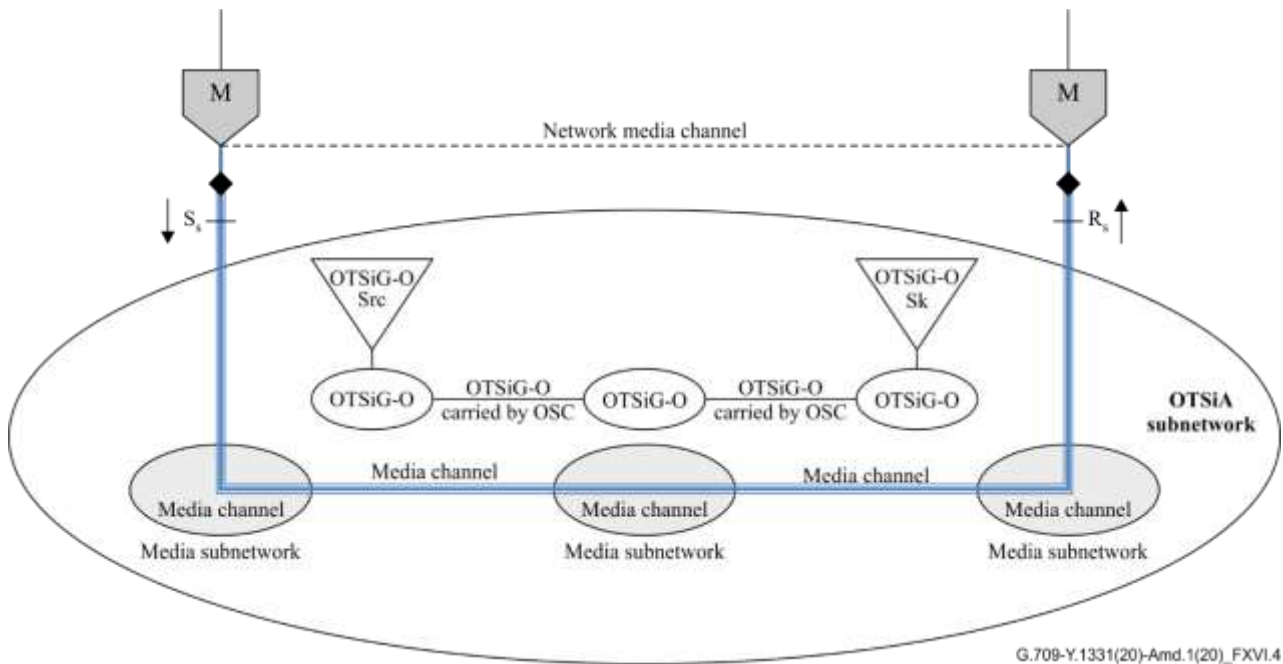 M
M
Network media channel
Ss
Rs
OTSiG-O
Src
OTSiG-O
Sk
OTSiG-O
OTSiG-O
carried by OSC
OTSiG-O
OTSiG-O
carried by OSC
OTSiG-O
OTSiA
subnetwork
Media channel
Media channel
Media channel
Media channel
Media channel
Media subnetwork
Media subnetwork
Media subnetwork
G.709-Y.1331(20)-Amd.1(20)_FXVI.4